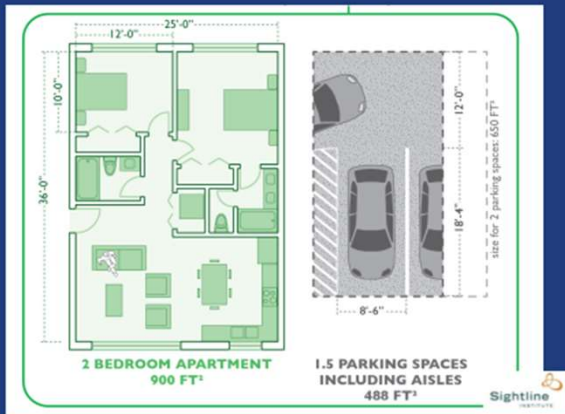 25'-0"
12'-0"
10'-0"
36'-0"
12'-0"
18'-4"
size for 2 parking spaces: 650 FT²
8'-6"
2 BEDROOM APARTMENT
900 FT²
1.5 PARKING SPACES
INCLUDING AISLES
488 FT²
Sightline
INSTITUTE